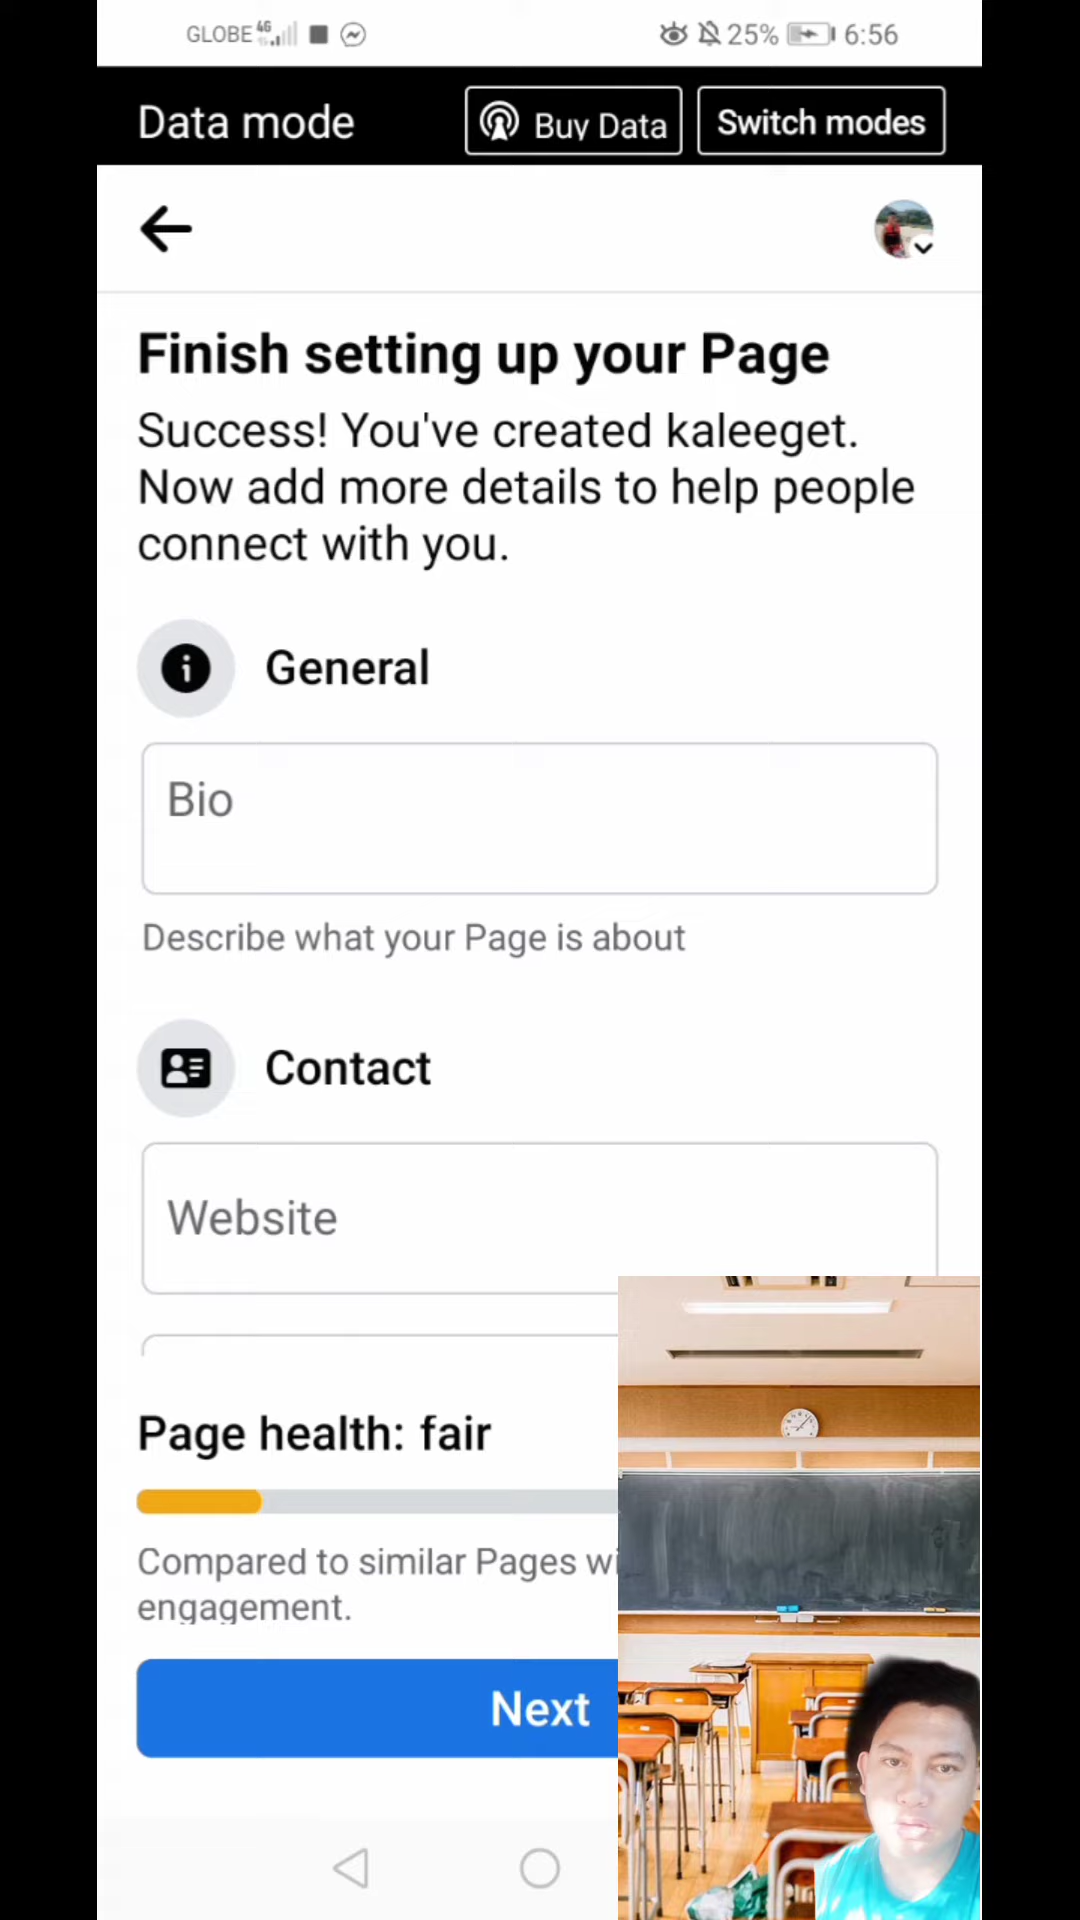 GLOBE 4G 25% 6:56
Data mode Buy Data Switch modes
Finish setting up your Page
Success! You've created kaleeget.
Now add more details to help people
connect with you.
General
Bio
Describe what your Page is about
Contact
Website
Page health: fair
Compared to similar Pages
engagement.
Next